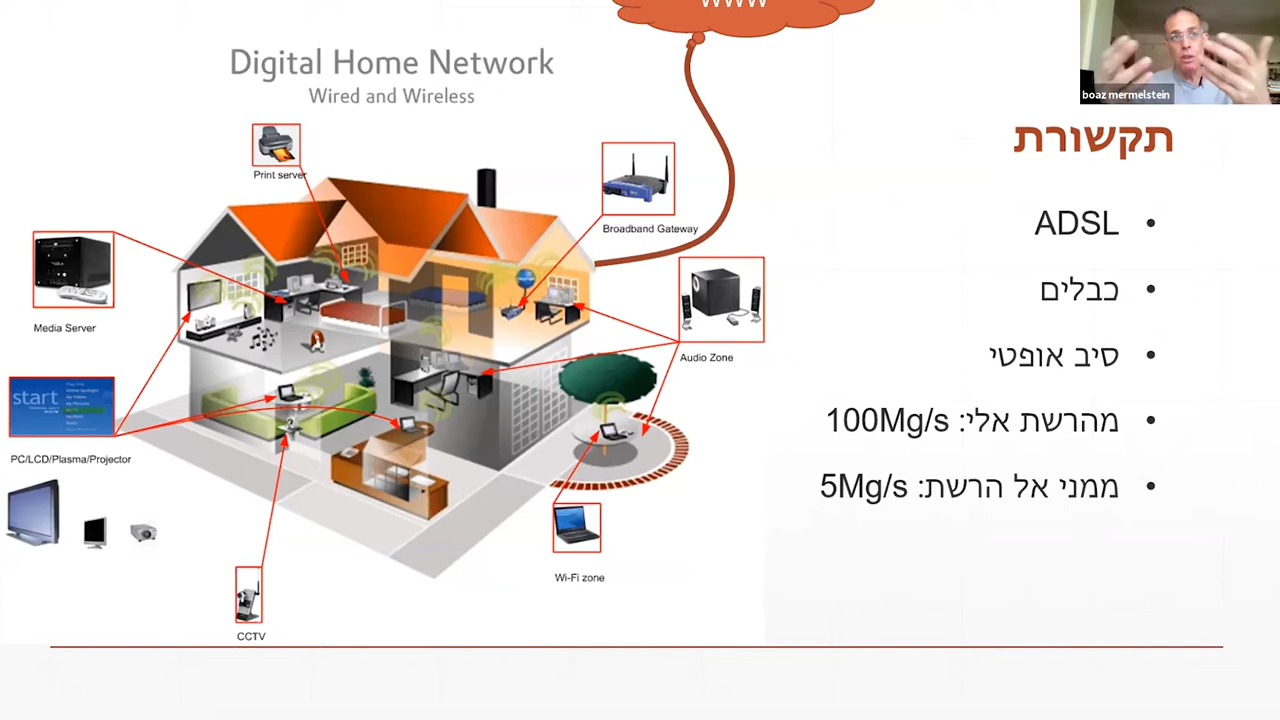 www
Digital Home Network
Wired and Wireless
boaz mermelstein
תקשורת
ADSL
כבלים
סיב אופטי
מהרשת אלי: 100Mg/s
ממני אל הרשת: 5Mg/s
Print server
Broadband Gateway
Media Server
Audio Zone
start
PC/LCD/Plasma/Projector
Wi-Fi zone
CCTV